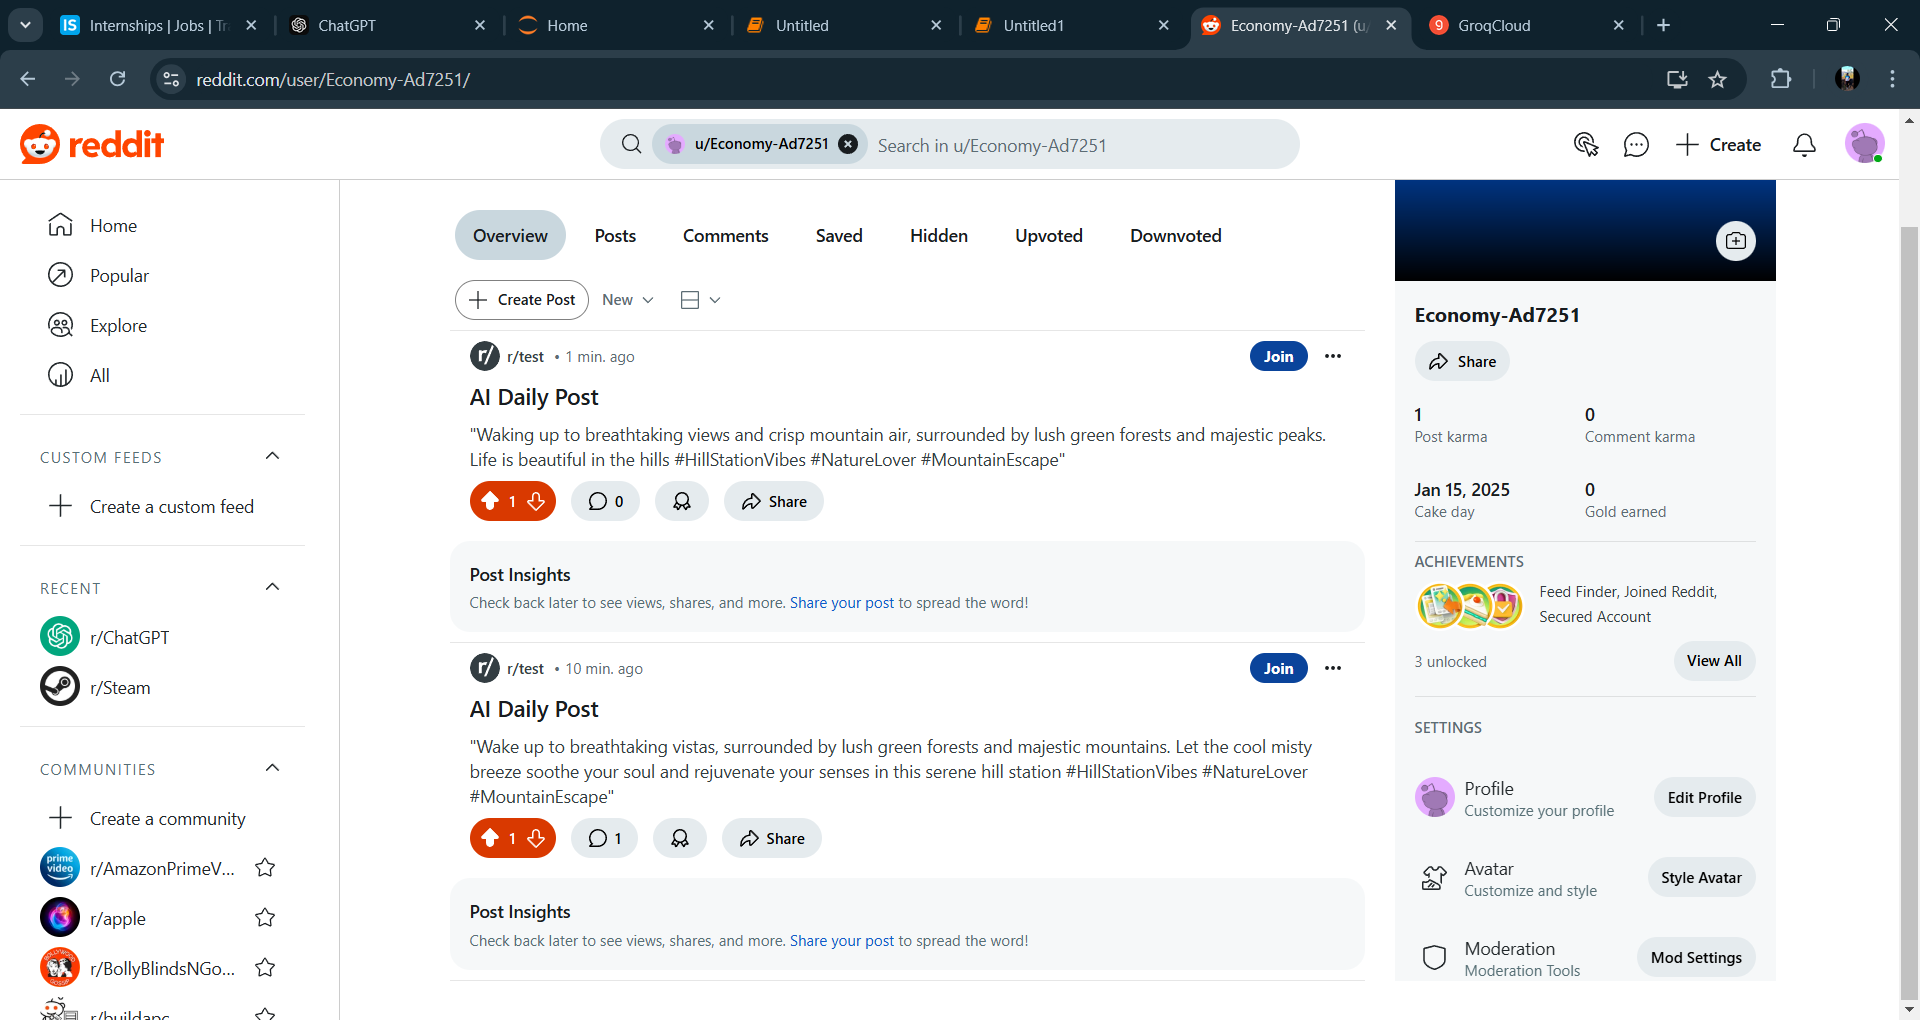 Internships | Jobs | Tr
ChatGPT
Home
Untitled
Untitled1
Economy-Ad7251 (u/
9
GroqCloud
reddit.com/user/Economy-Ad7251/
reddit
u/Economy-Ad7251
Search in u/Economy-Ad7251
Create
Home
Popular
Explore
All
CUSTOM FEEDS
Create a custom feed
RECENT
r/ChatGPT
r/Steam
COMMUNITIES
Create a community
prime video
r/AmazonPrimeV...
r/apple
r/BollyBlindsNGo...
r/buildapc
Overview
Posts
Comments
Saved
Hidden
Upvoted
Downvoted
Create Post
New
r/ r/test • 1 min. ago
Join
AI Daily Post
"Waking up to breathtaking views and crisp mountain air, surrounded by lush green forests and majestic peaks.
Life is beautiful in the hills #HillStationVibes #NatureLover #MountainEscape"
1
0
Share
Post Insights
Check back later to see views, shares, and more. Share your post to spread the word!
r/ r/test • 10 min. ago
Join
AI Daily Post
"Wake up to breathtaking vistas, surrounded by lush green forests and majestic mountains. Let the cool misty
breeze soothe your soul and rejuvenate your senses in this serene hill station #HillStationVibes #NatureLover
#MountainEscape"
1
1
Share
Post Insights
Check back later to see views, shares, and more. Share your post to spread the word!
Economy-Ad7251
Share
1
Post karma
0
Comment karma
Jan 15, 2025
Cake day
0
Gold earned
ACHIEVEMENTS
Feed Finder, Joined Reddit,
Secured Account
3 unlocked
View All
SETTINGS
Profile
Customize your profile
Edit Profile
Avatar
Customize and style
Style Avatar
Moderation
Moderation Tools
Mod Settings